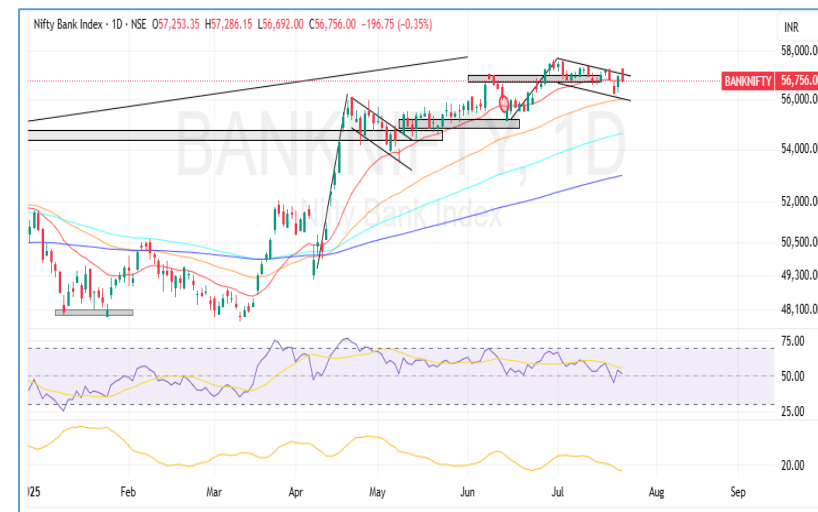 Nifty Bank Index · 1D · NSE O57,253.35 H57,286.15 L56,692.00 C56,756.00 −196.75 (−0.35%)
INR
58,000.0
BANKNIFTY 56,756.00
56,000.0
54,000.0
52,000.0
50,500.0
49,300.0
48,100.0
BANKNIFTY, 1D
Nifty Bank Index
75.00
50.00
25.00
20.00
025 Feb Mar Apr May Jun Jul Aug Sep